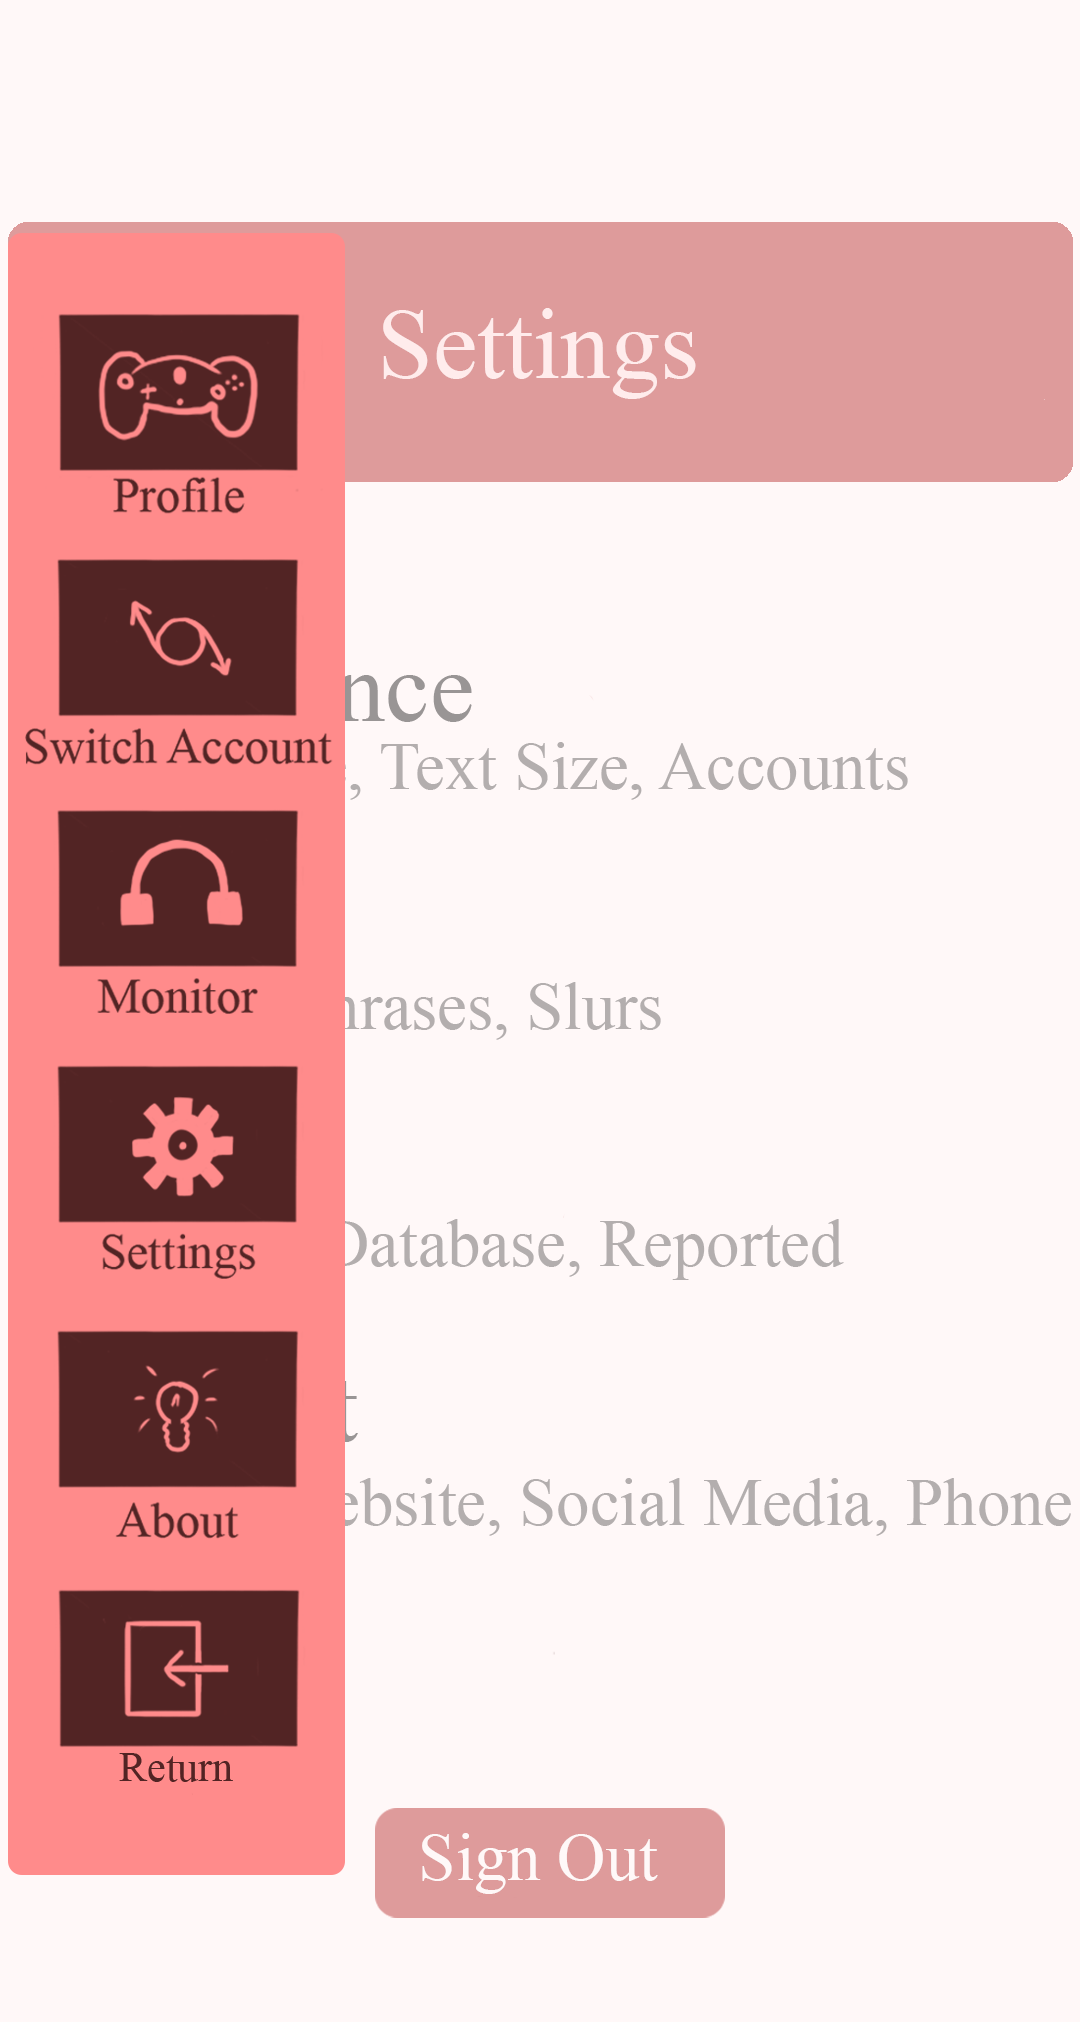 Settings
Profile
Switch Account
Monitor
Settings
About
Return
nce
, Text Size, Accounts
hrases, Slurs
Database, Reported
t
ebsite, Social Media, Phone
Sign Out